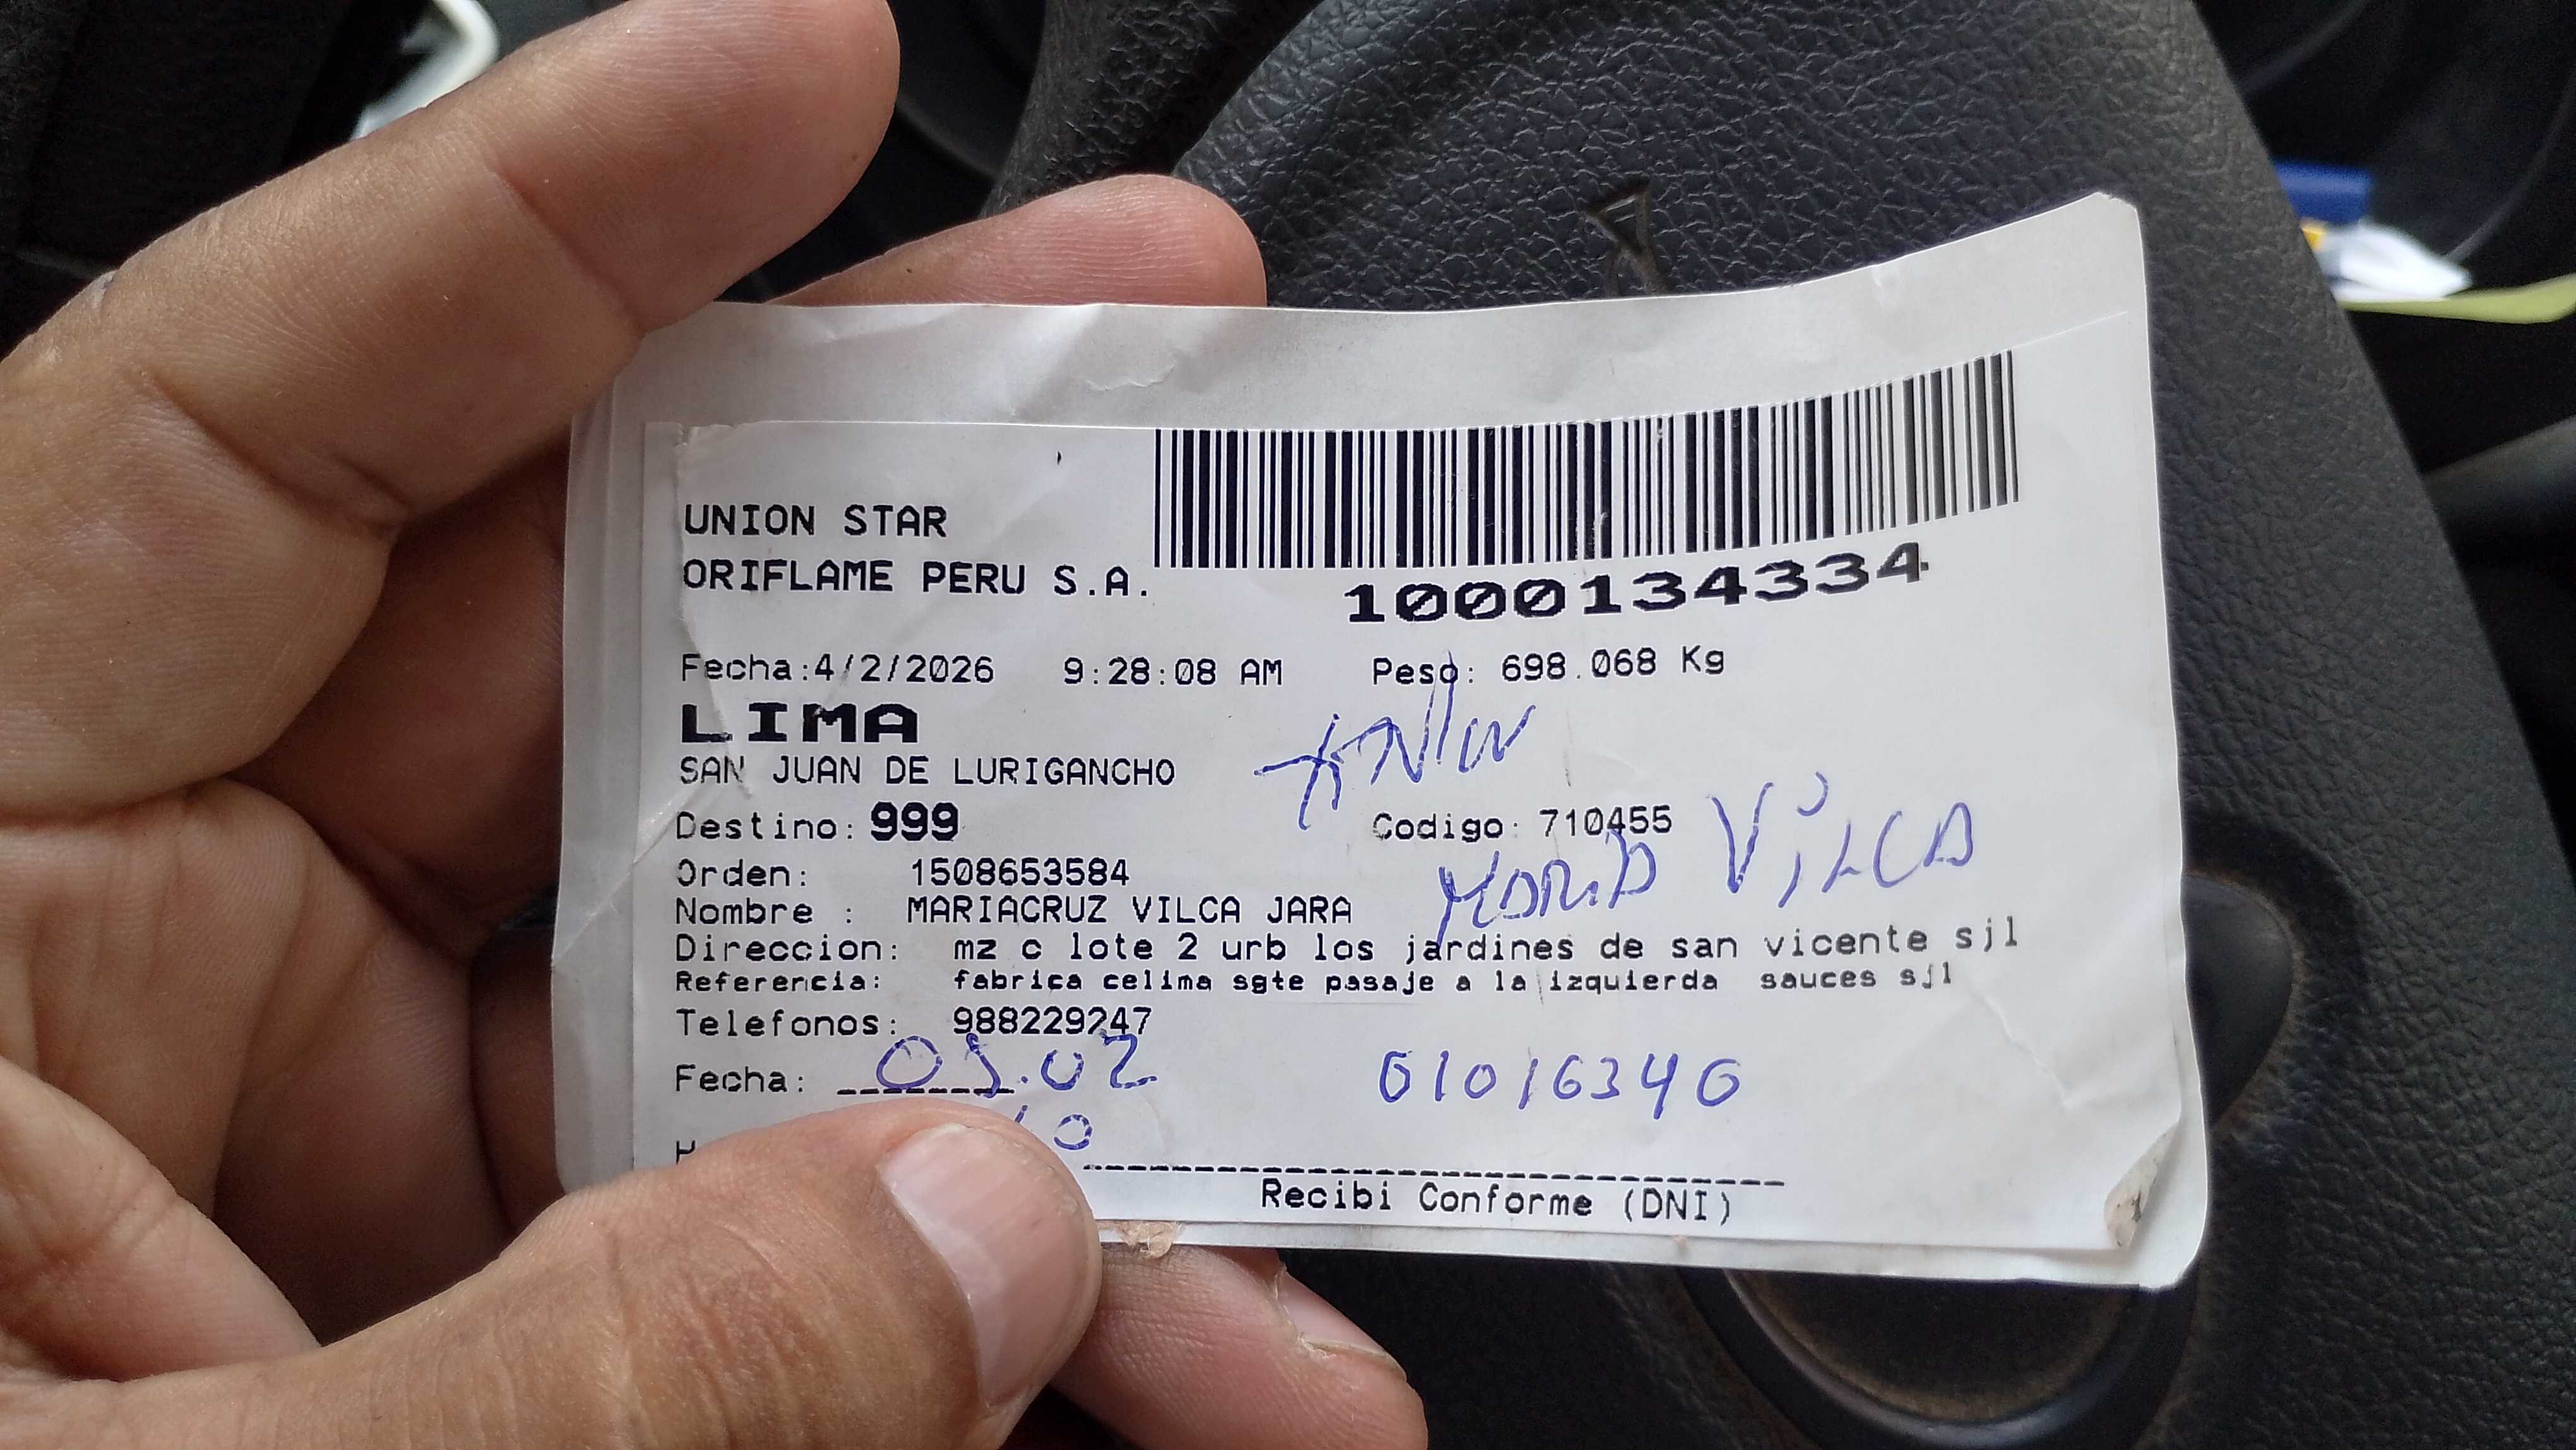 UNION STAR
ORIFLAME PERU S.A.
1000134334
Fecha:4/2/2026 9:28:08 AM Peso: 698.068 Kg
LIMA
SAN JUAN DE LURIGANCHO
Destino: 999 Codigo: 710455
VILCA
Orden: 1508653584
Nombre : MARIACRUZ VILCA JARA
Direccion: mz c lote 2 urb los jardines de san vicente sjl
Referencia: fabrica celima sgte pasaje a la izquierda sauces sjl
Telefonos: 988229247
Fecha: 05.02
Recibi Conforme (DNI)